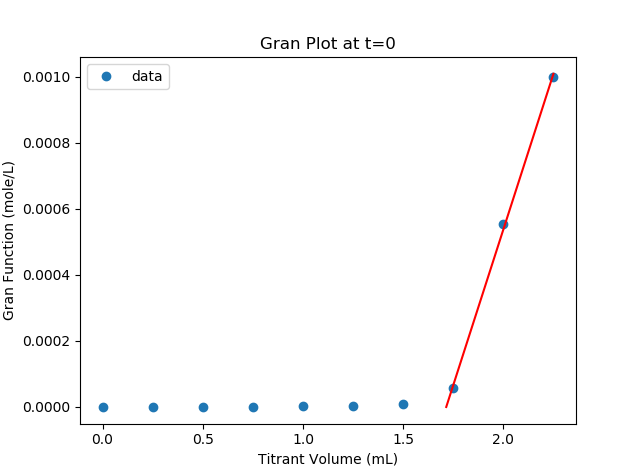 Gran Plot at t=0
data
Gran Function (mole/L)
0.0010
0.0008
0.0006
0.0004
0.0002
0.0000
0.0
0.5
1.0
1.5
2.0
Titrant Volume (mL)